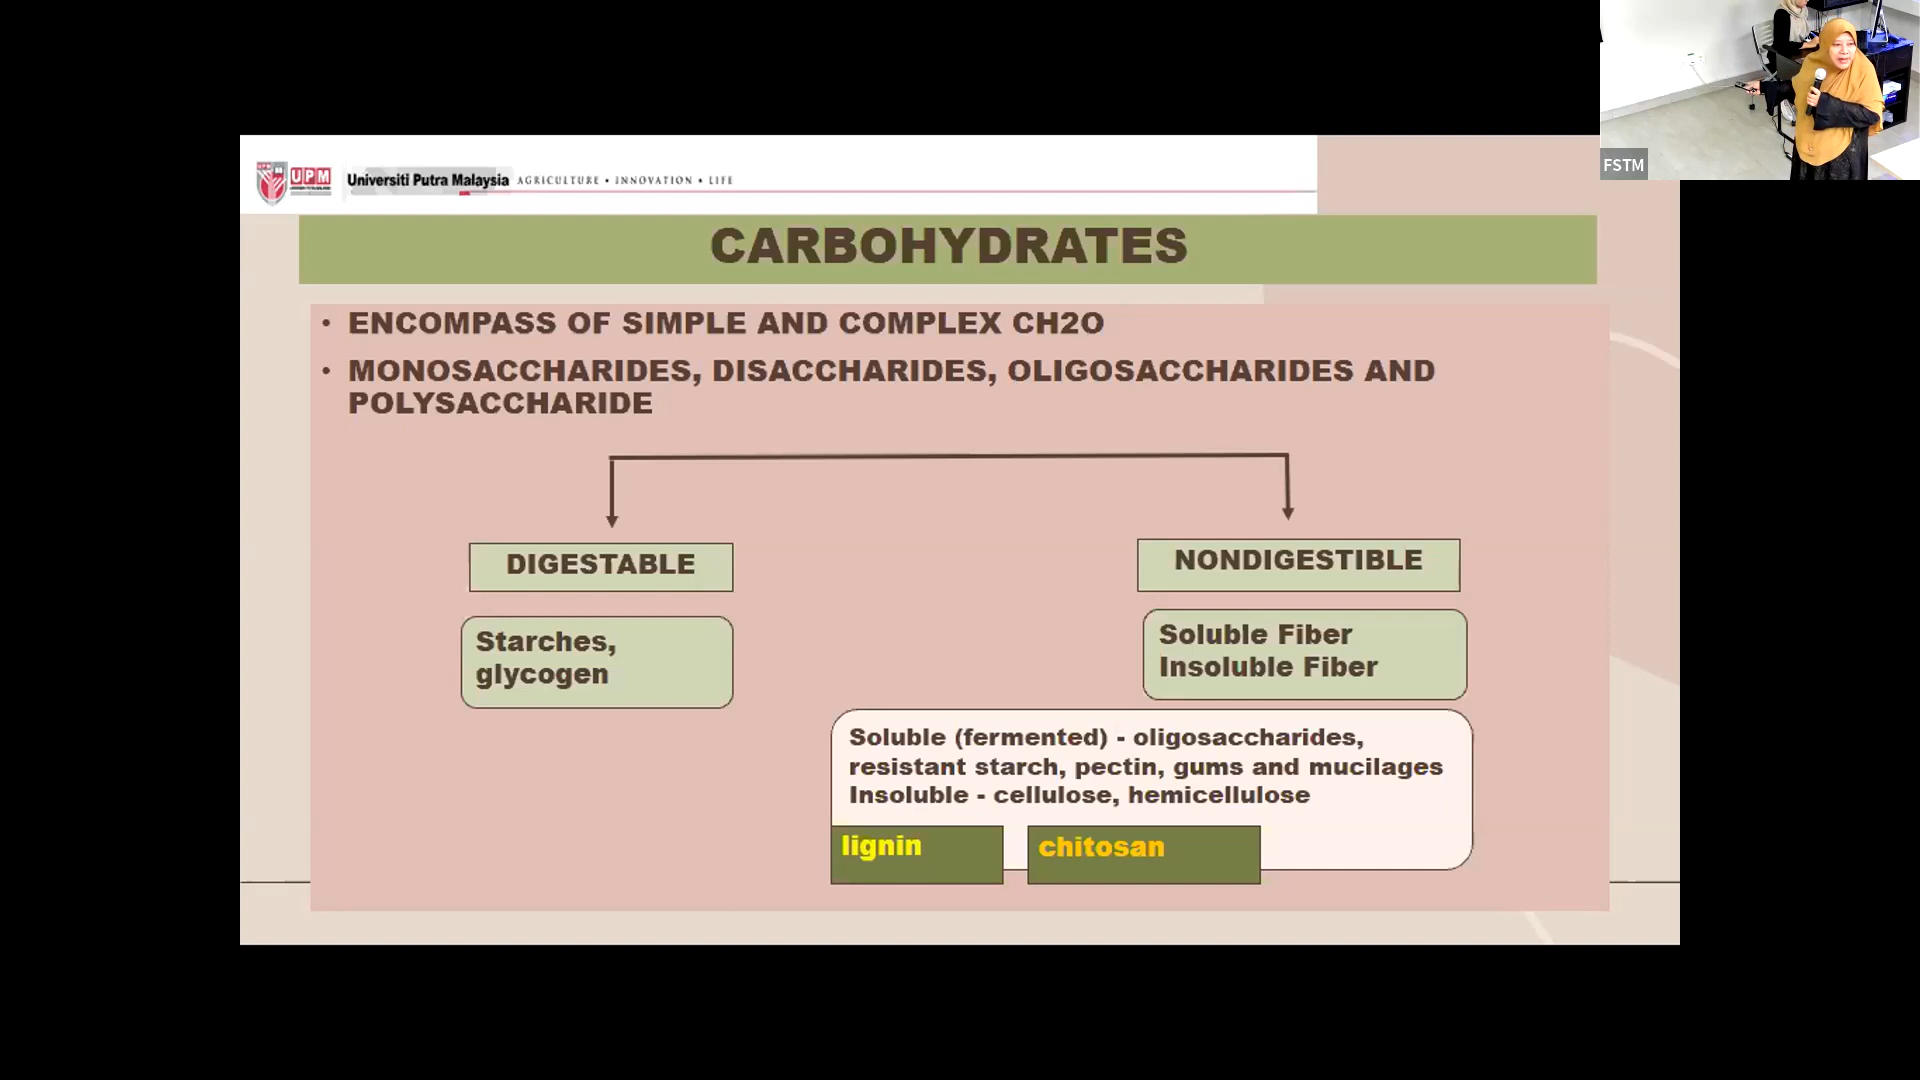 UPM
Universiti Putra Malaysia AGRICULTURE • INNOVATION • LIFE
FSTM
CARBOHYDRATES
• ENCOMPASS OF SIMPLE AND COMPLEX CH2O
• MONOSACCHARIDES, DISACCHARIDES, OLIGOSACCHARIDES AND
POLYSACCHARIDE
DIGESTABLE
Starches,
glycogen
NONDIGESTIBLE
Soluble Fiber
Insoluble Fiber
Soluble (fermented) - oligosaccharides,
resistant starch, pectin, gums and mucilages
Insoluble - cellulose, hemicellulose
lignin
chitosan